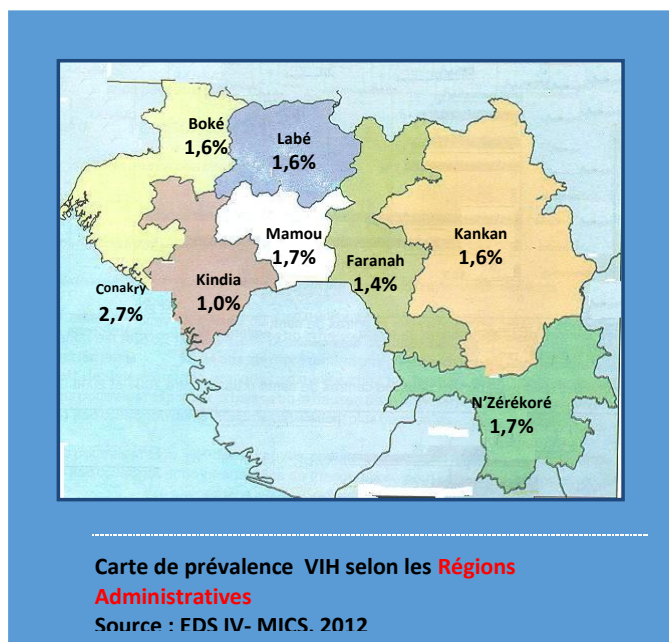 Boké
1,6%
Labé
1,6%
Mamou
1,7%
Kankan
1,6%
Faranah
1,4%
Conakry
2,7%
Kindia
1,0%
N'Zérékoré
1,7%
Carte de prévalence VIH selon les Régions
Administratives
Source : EDS IV- MICS, 2012